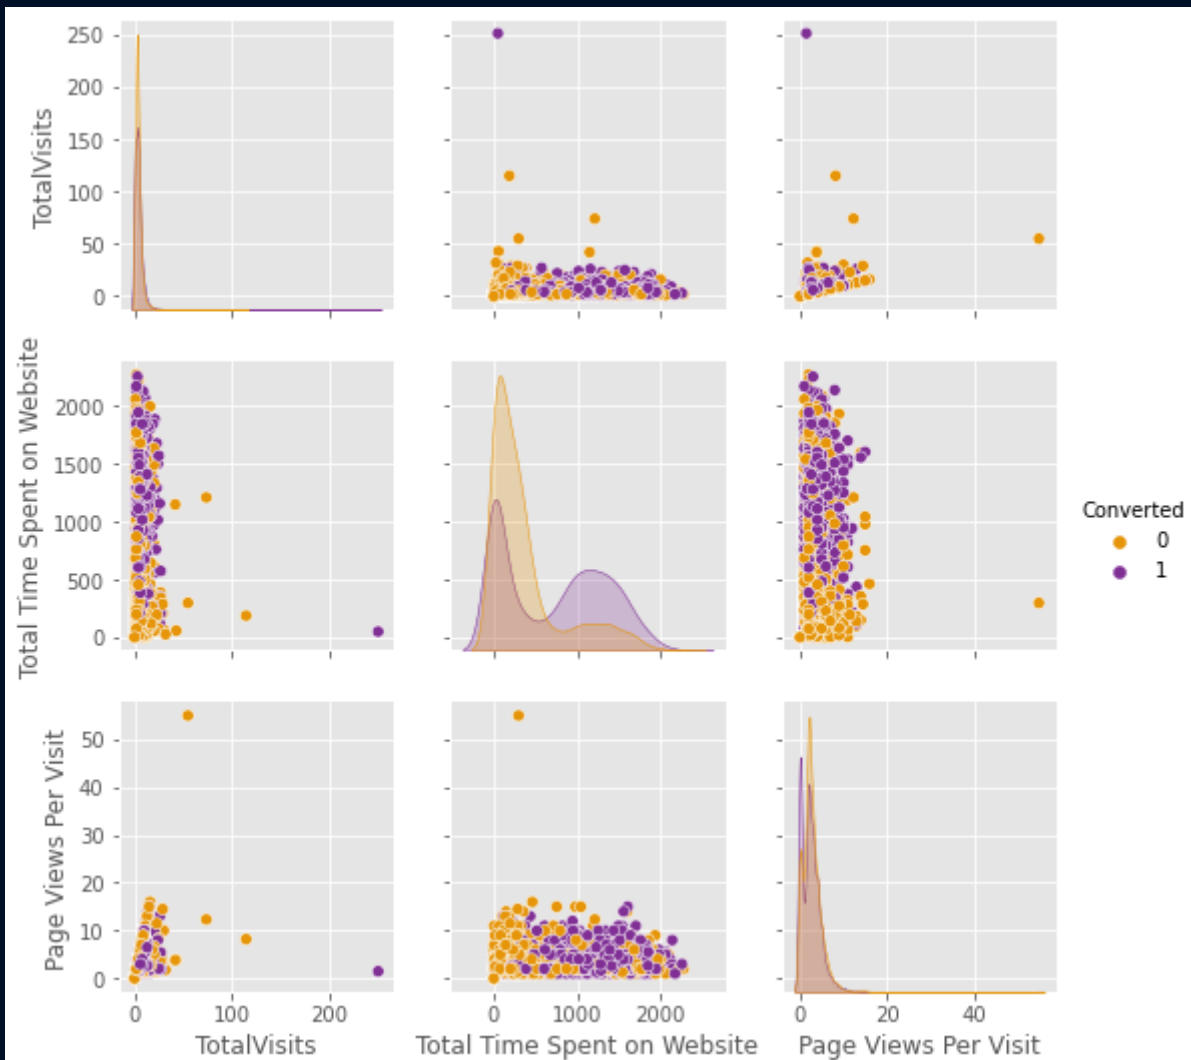 250
200
150
100
50
0
TotalVisits
2000
1500
1000
500
0
Total Time Spent on Website
Converted
0
1
50
40
30
20
10
0
Page Views Per Visit
0 100 200
0 1000 2000
0 20 40
TotalVisits
Total Time Spent on Website
Page Views Per Visit